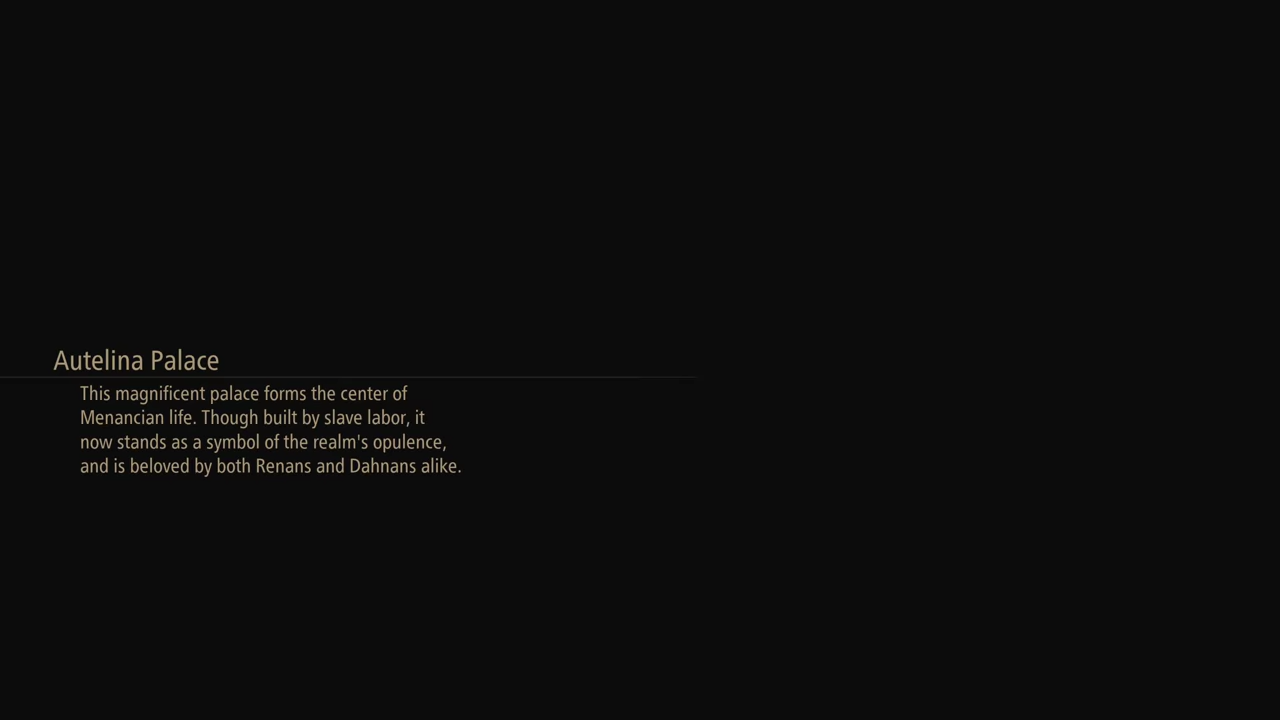 Autelina Palace
This magnificent palace forms the center of
Menancian life. Though built by slave labor, it
now stands as a symbol of the realm's opulence,
and is beloved by both Renans and Dahnans alike.